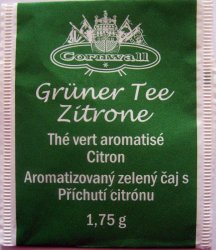 Cornwall
Grüner Tee
Zitrone
Thé vert aromatisé
Citron
Aromatizovaný zelený čaj s
Příchutí citrónu
1,75 g